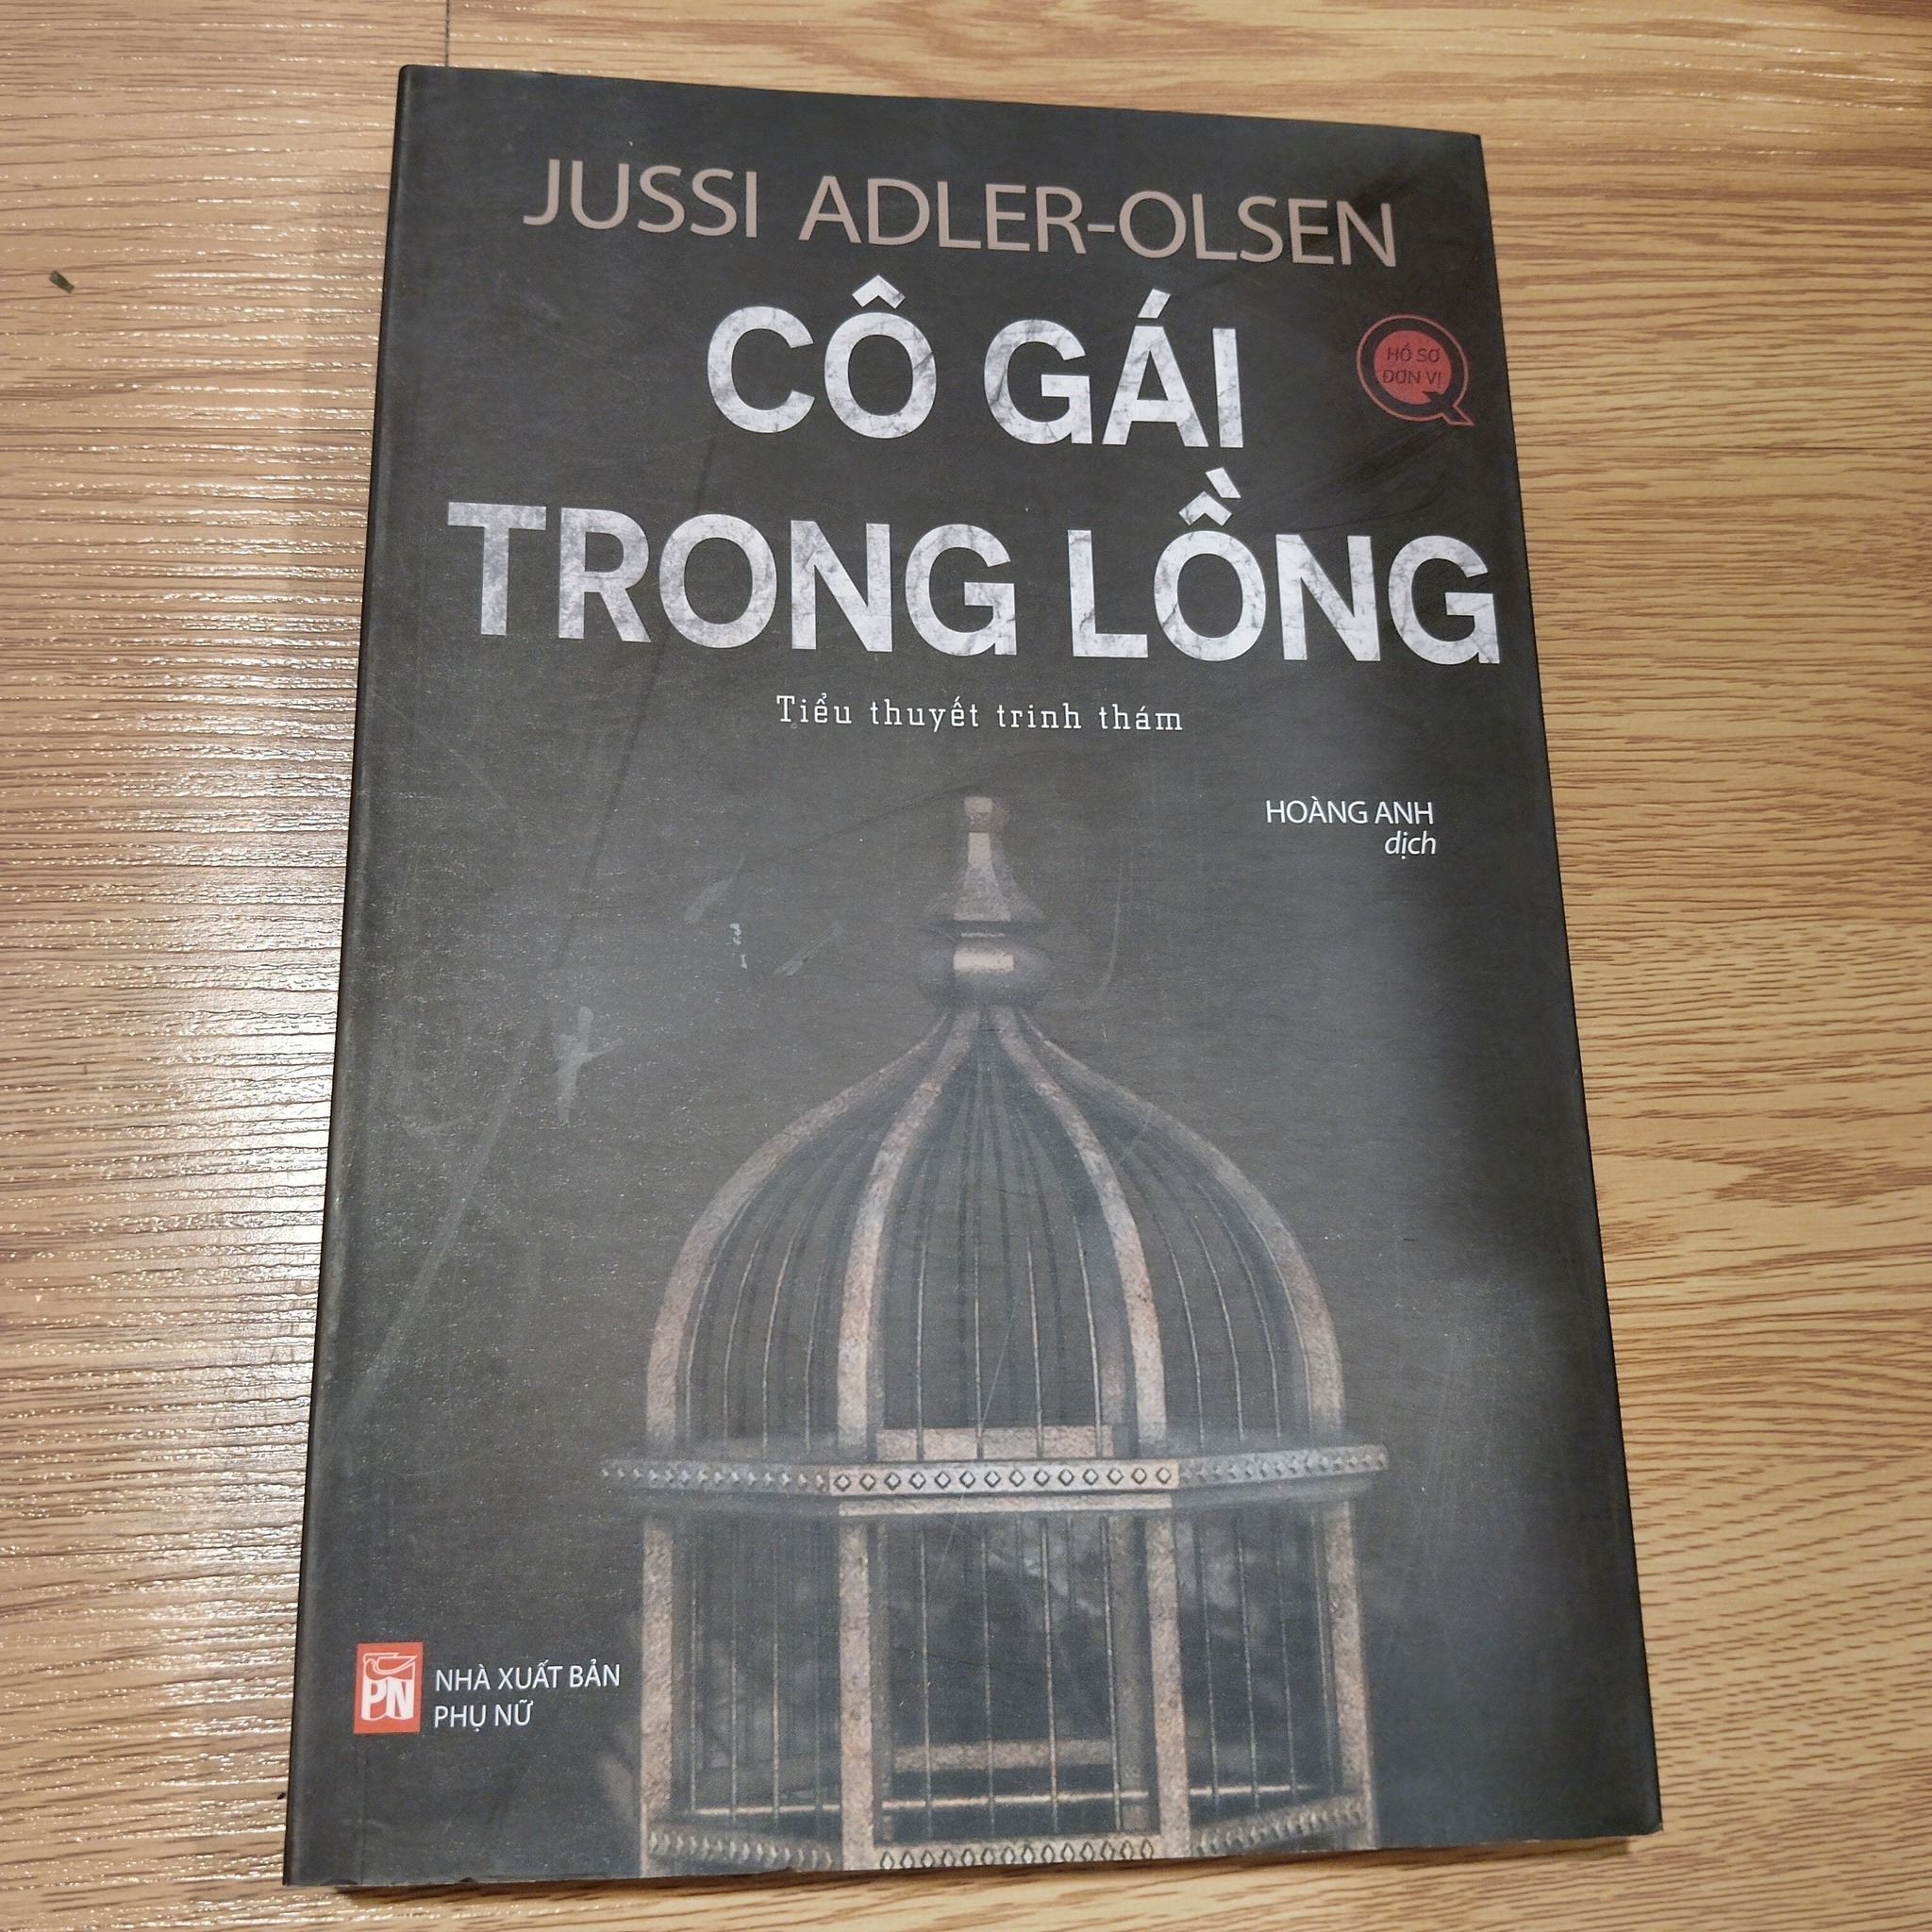 JUSSI ADLER-OLSEN
CÔ GÁI
HỒ SƠ
ĐƠN VỊ
Q
TRONG LỒNG
Tiểu thuyết trinh thám
HOÀNG ANH
dịch
PN
NHÀ XUẤT BẢN
PHỤ NỮ